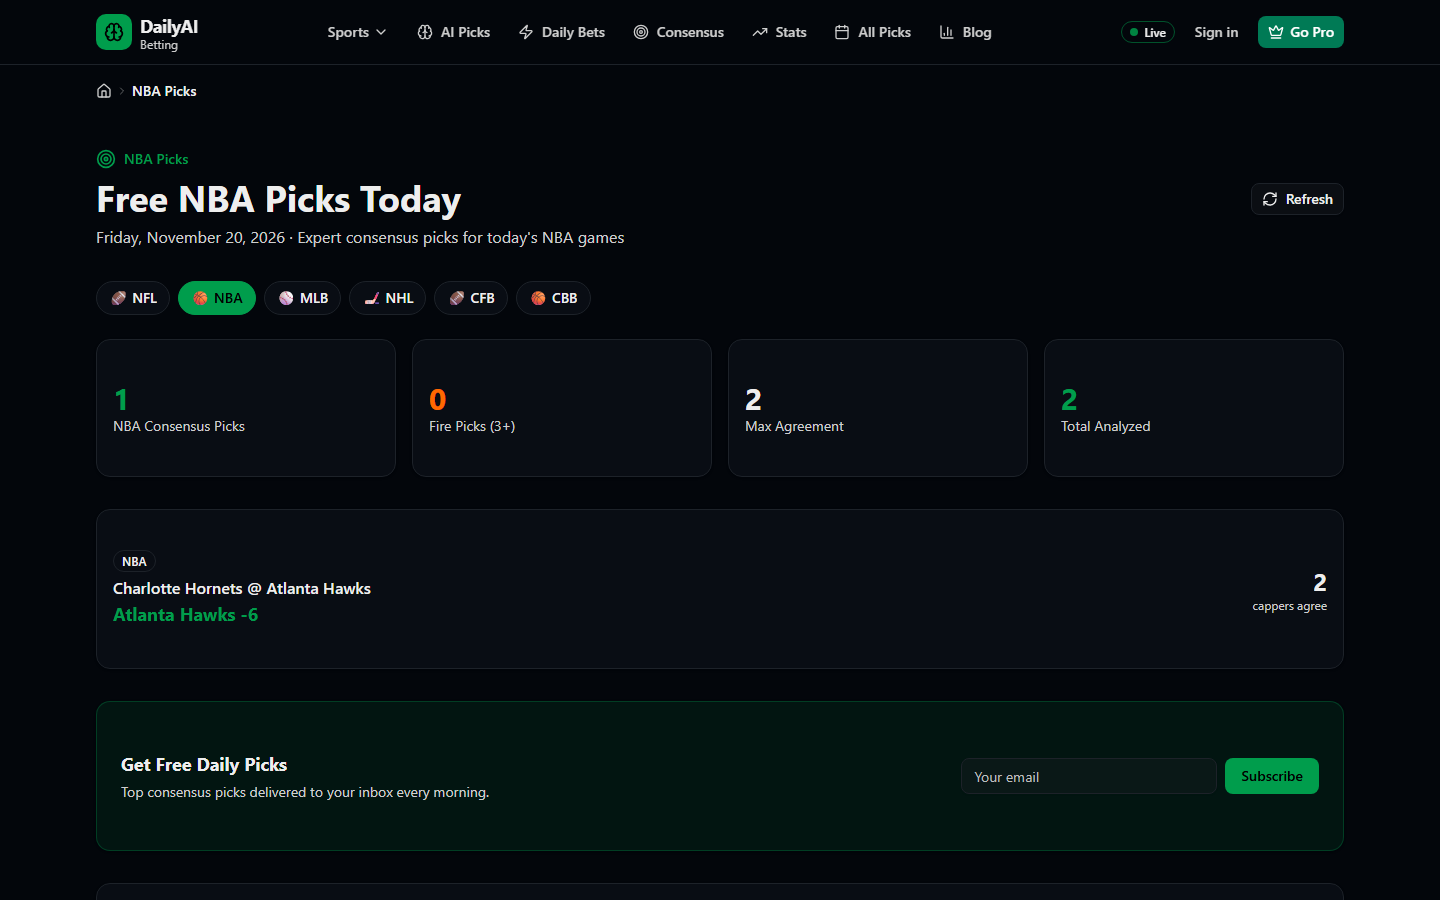 DailyAI
Betting
Sports
AI Picks
Daily Bets
Consensus
Stats
All Picks
Blog
Live
Sign in
Go Pro
NBA Picks
NBA Picks
Free NBA Picks Today
Refresh
Friday, November 20, 2026 · Expert consensus picks for today's NBA games
NFL
NBA
MLB
NHL
CFB
CBB
1
NBA Consensus Picks
0
Fire Picks (3+)
2
Max Agreement
2
Total Analyzed
NBA
Charlotte Hornets @ Atlanta Hawks
Atlanta Hawks -6
2
cappers agree
Get Free Daily Picks
Top consensus picks delivered to your inbox every morning.
Your email
Subscribe